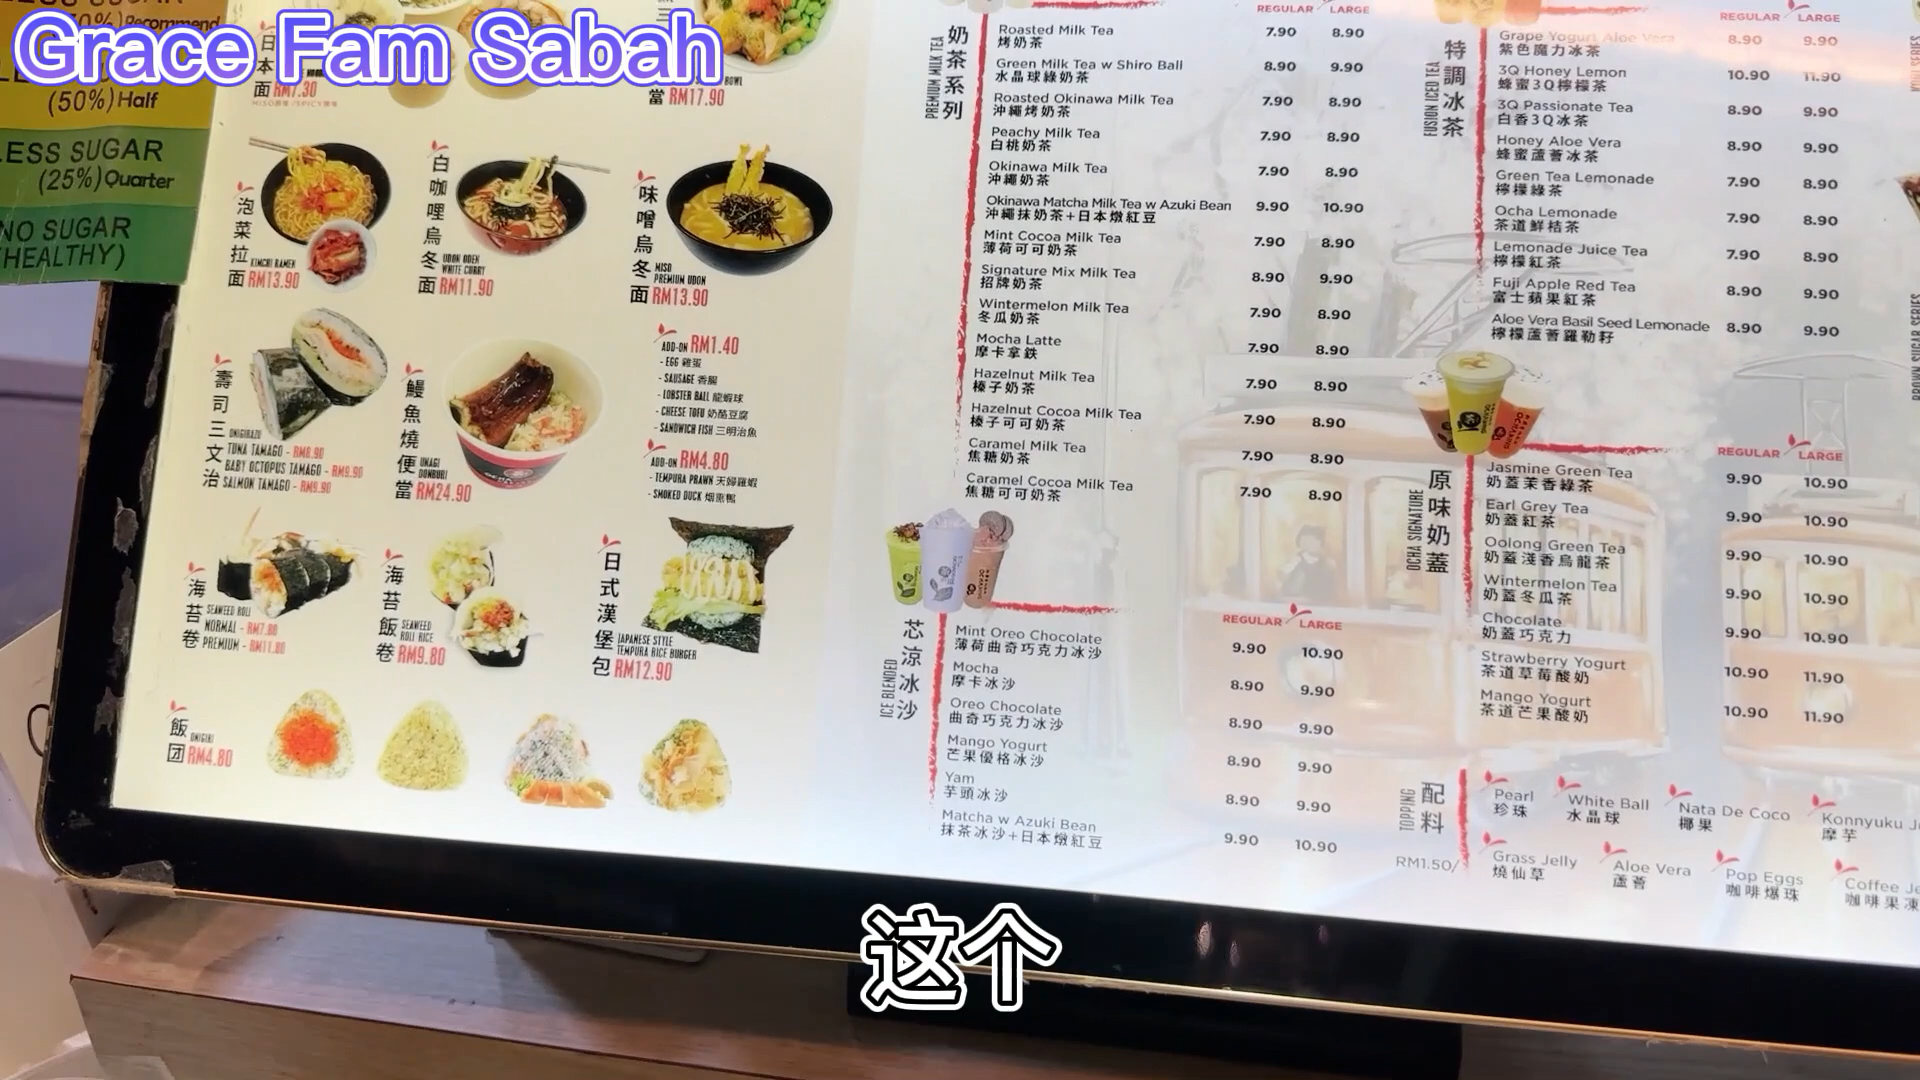 Grace Fam Sabah
(50%) Half
LESS SUGAR
(25%) Quarter
NO SUGAR
(HEALTHY)
日本面
RM7.30
當 RM17.90
泡菜拉面
KIMCHI RAMEN
RM13.90
白咖哩烏冬面
RM11.90
味噌烏冬面
MISO
PREMIUM UDON
RM13.90
壽司三文治
ONIGIRAZU
TUNA TAMAGO - RM8.90
BABY OCTOPUS TAMAGO - RM9.90
SALMON TAMAGO - RM9.90
鰻魚燒便當
UNAGI
DONBURI
RM24.90
ADD-ON RM1.40
- EGG 雞蛋
- SAUSAGE 香腸
- LOBSTER BALL 龍蝦球
- CHEESE TOFU 奶酪豆腐
- SANDWICH FISH 三明治魚
ADD-ON RM4.80
- TEMPURA PRAWN 天婦羅蝦
- SMOKED DUCK 烟熏鴨
海苔卷
SEAWEED ROLL
NORMAL - RM7.80
PREMIUM - RM11.80
海苔飯卷
SEAWEED
ROLL RICE
RM9.80
日式漢堡包
JAPANESE STYLE
TEMPURA RICE BURGER
RM12.90
飯团
ONIGIRI
RM4.80
奶茶系列
PREMIUM MILK TEA
REGULAR LARGE
Roasted Milk Tea 7.90 8.90
烤奶茶
Green Milk Tea w Shiro Ball 8.90 9.90
水晶球綠奶茶
Roasted Okinawa Milk Tea 7.90 8.90
沖繩烤奶茶
Peachy Milk Tea 7.90 8.90
白桃奶茶
Okinawa Milk Tea 7.90 8.90
沖繩奶茶
Okinawa Matcha Milk Tea w Azuki Bean 9.90 10.90
沖繩抹奶茶+日本燉紅豆
Mint Cocoa Milk Tea 7.90 8.90
薄荷可可奶茶
Signature Mix Milk Tea 8.90 9.90
招牌奶茶
Wintermelon Milk Tea 7.90 8.90
冬瓜奶茶
Mocha Latte 7.90 8.90
摩卡拿鉄
Hazelnut Milk Tea 7.90 8.90
榛子奶茶
Hazelnut Cocoa Milk Tea 7.90 8.90
榛子可可奶茶
Caramel Milk Tea 7.90 8.90
焦糖奶茶
Caramel Cocoa Milk Tea 7.90 8.90
焦糖可可奶茶
芯涼冰沙
ICE BLENDED
REGULAR LARGE
Mint Oreo Chocolate 9.90 10.90
薄荷曲奇巧克力冰沙
Mocha 8.90 9.90
摩卡冰沙
Oreo Chocolate 8.90 9.90
曲奇巧克力冰沙
Mango Yogurt 8.90 9.90
芒果優格冰沙
Yam 8.90 9.90
芋頭冰沙
Matcha w Azuki Bean 9.90 10.90
抹茶冰沙+日本燉紅豆
特調冰茶
FUSION ICED TEA
REGULAR LARGE
Grape Yogurt Aloe Vera 8.90 9.90
紫色魔力冰茶
3Q Honey Lemon 10.90 11.90
蜂蜜3Q檸檬茶
3Q Passionate Tea 8.90 9.90
白香3Q冰茶
Honey Aloe Vera 8.90 9.90
蜂蜜蘆薈冰茶
Green Tea Lemonade 7.90 8.90
檸檬綠茶
Ocha Lemonade 7.90 8.90
茶道鮮桔茶
Lemonade Juice Tea 7.90 8.90
檸檬紅茶
Fuji Apple Red Tea 8.90 9.90
富士蘋果紅茶
Aloe Vera Basil Seed Lemonade 8.90 9.90
檸檬蘆薈羅勒籽
原味奶蓋
OCHA SIGNATURE
REGULAR LARGE
Jasmine Green Tea 9.90 10.90
奶蓋茉香綠茶
Earl Grey Tea 9.90 10.90
奶蓋紅茶
Oolong Green Tea 9.90 10.90
奶蓋淺香烏龍茶
Wintermelon Tea 9.90 10.90
奶蓋冬瓜茶
Chocolate 9.90 10.90
奶蓋巧克力
Strawberry Yogurt 10.90 11.90
茶道草莓酸奶
Mango Yogurt 10.90 11.90
茶道芒果酸奶
配料
TOPPING
RM1.50/
Pearl
珍珠
White Ball
水晶球
Nata De Coco
椰果
Konnyuku
摩芋
Grass Jelly
燒仙草
Aloe Vera
蘆薈
Pop Eggs
咖啡爆珠
Coffee
咖啡果凍
这个